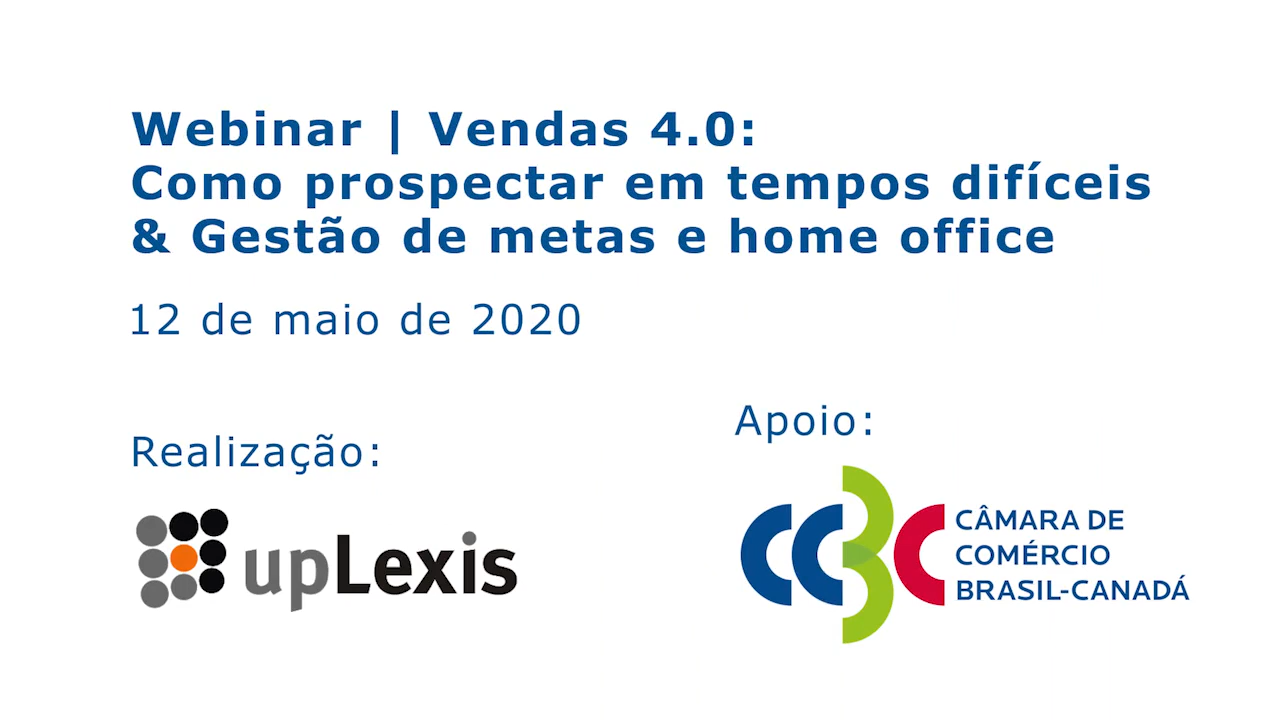 Webinar | Vendas 4.0:
Como prospectar em tempos difíceis
& Gestão de metas e home office
12 de maio de 2020
Realização:
upLexis
Apoio:
CCBC
CÂMARA DE
COMÉRCIO
BRASIL-CANADÁ